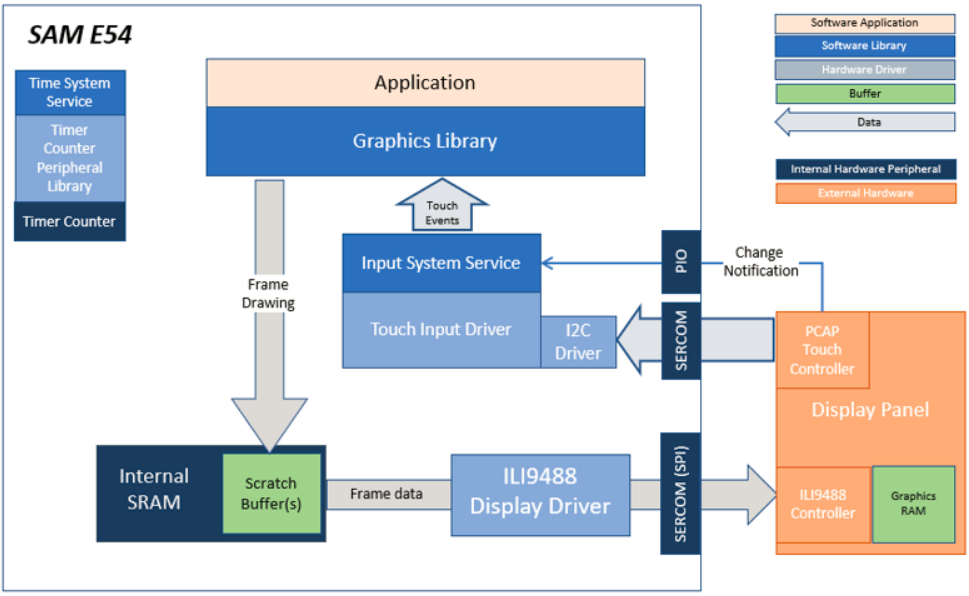 SAM E54
Time System
Service
Timer
Counter
Peripheral
Library
Timer Counter
Application
Graphics Library
Touch
Events
Input System Service
Touch Input Driver
I2C
Driver
Frame
Drawing
PIO
Change
Notification
SERCOM
PCAP
Touch
Controller
Display Panel
Internal
SRAM
Scratch
Buffer(s)
Frame data
ILI9488
Display Driver
SERCOM (SPI)
ILI9488
Controller
Graphics
RAM
Software Application
Software Library
Hardware Driver
Buffer
Data
Internal Hardware Peripheral
External Hardware